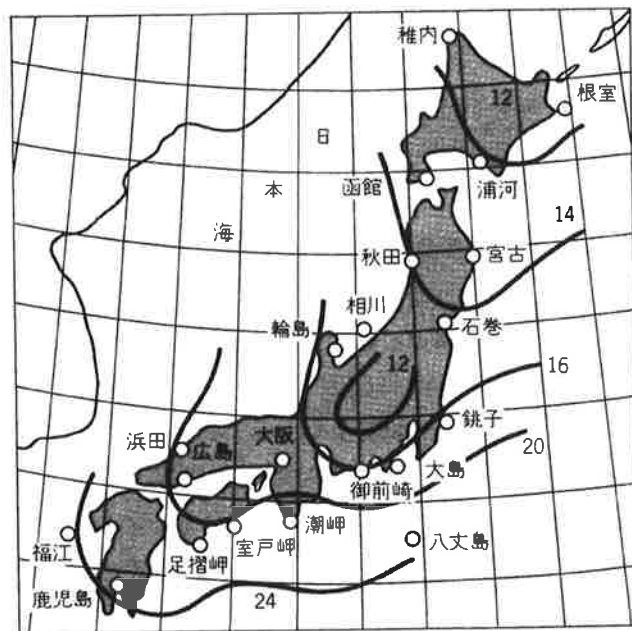 稚内
12
根室
日
本
海
函館
浦河
14
秋田
宮古
相川
石巻
輪島
12
16
銚子
浜田
広島
大阪
20
大島
御前崎
潮岬
室戸岬
八丈島
福江
足摺岬
鹿児島
24